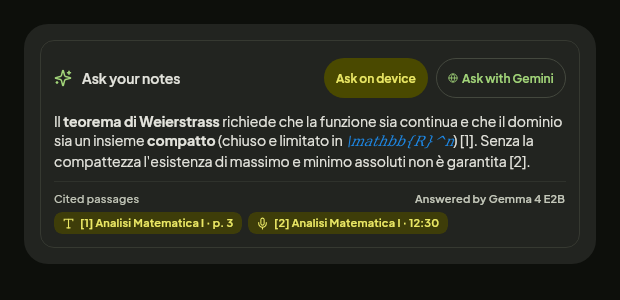 Ask your notes
Ask on device
Ask with Gemini
Il teorema di Weierstrass richiede che la funzione sia continua e che il dominio
sia un insieme compatto (chiuso e limitato in \mathbb{R}^n) [1]. Senza la
compattezza l'esistenza di massimo e minimo assoluti non è garantita [2].
Cited passages
Answered by Gemma 4 E2B
[1] Analisi Matematica I · p. 3
[2] Analisi Matematica I · 12:30